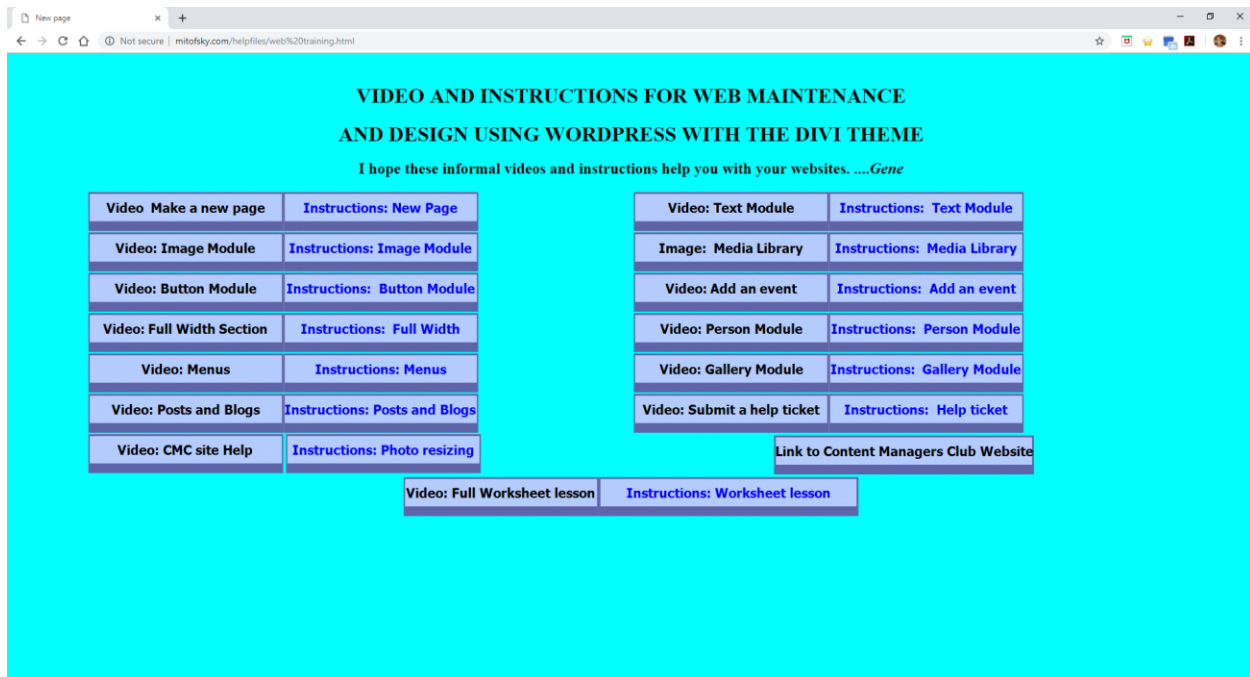 New page
Not secure | mitofsky.com/helpfiles/web%20training.html
VIDEO AND INSTRUCTIONS FOR WEB MAINTENANCE
AND DESIGN USING WORDPRESS WITH THE DIVI THEME
I hope these informal videos and instructions help you with your websites. ....Gene
Video  Make a new page Instructions: New Page Video: Text Module Instructions:  Text Module
Video: Image Module Instructions: Image Module Image:  Media Library Instructions:  Media Library
Video: Button Module Instructions:  Button Module Video: Add an event Instructions:  Add an event
Video: Full Width Section Instructions:  Full Width Video: Person Module Instructions:  Person Module
Video: Menus Instructions: Menus Video: Gallery Module Instructions:  Gallery Module
Video: Posts and Blogs Instructions: Posts and Blogs Video: Submit a help ticket Instructions:  Help ticket
Video: CMC site Help Instructions: Photo resizing Link to Content Managers Club Website
Video: Full Worksheet lesson Instructions: Worksheet lesson